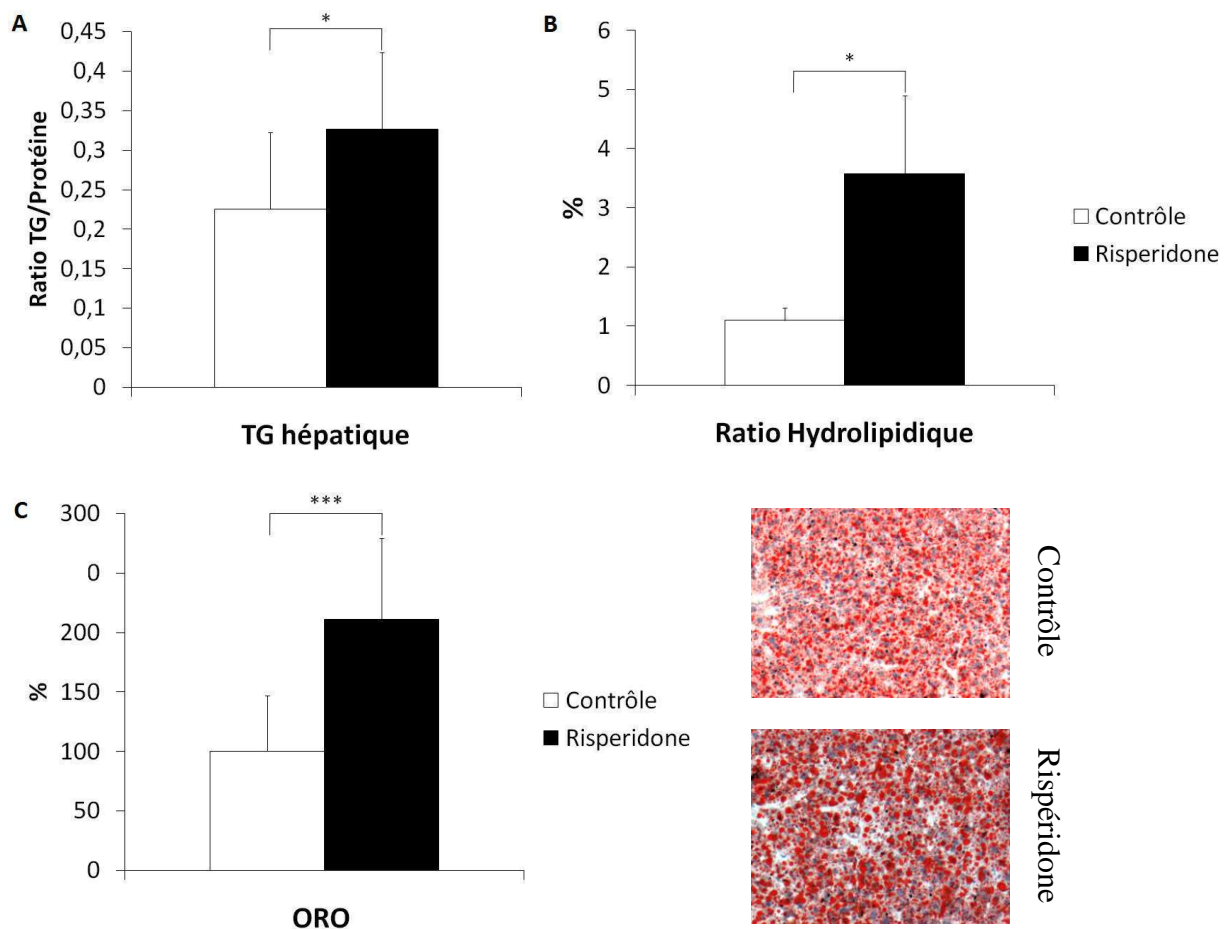 A
*
0,45
0,4
0,35
0,3
0,25
0,2
0,15
0,1
0,05
0
Ratio TG/Protéine
TG hépatique
B
*
6
5
4
3
2
1
0
%
Ratio Hydrolipidique
Contrôle
Risperidone
C
***
300
0
200
150
100
50
0
%
ORO
Contrôle
Risperidone
Contrôle
Rispéridone